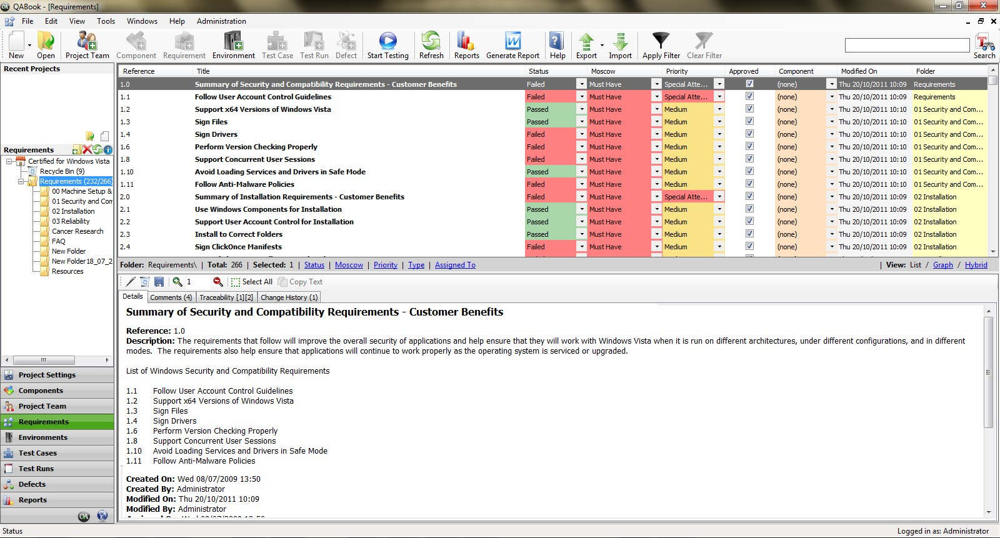 QABook - [Requirements]
File Edit View Tools Windows Help Administration
New Open Project Team Component Requirement Environment Test Case Test Run Defect Start Testing Refresh Reports Generate Report Help Export Import Apply Filter Clear Filter Search
Recent Projects
Requirements
Certified for Windows Vista
Recycle Bin (9)
Requirements (232/266)
00 Machine Setup &
01 Security and Com
02 Installation
03 Reliability
Cancer Research
FAQ
New Folder
New Folder18_07_2
Resources
Project Settings
Components
Project Team
Requirements
Environments
Test Cases
Test Runs
Defects
Reports
Reference Title Status Moscow Priority Approved Component Modified On Folder
1.0 Summary of Security and Compatibility Requirements - Customer Benefits Failed Must Have Special Atte... (none) Thu 20/10/2011 10:09 Requirements
1.1 Follow User Account Control Guidelines Failed Must Have Special Atte... (none) Thu 20/10/2011 10:09 Requirements
1.2 Support x64 Versions of Windows Vista Passed Must Have Medium (none) Thu 20/10/2011 10:10 01 Security and Com...
1.3 Sign Files Passed Must Have Medium (none) Thu 20/10/2011 10:10 01 Security and Com...
1.4 Sign Drivers Failed Must Have Medium (none) Thu 20/10/2011 10:10 01 Security and Com...
1.6 Perform Version Checking Properly Failed Must Have Medium (none) Thu 20/10/2011 10:10 01 Security and Com...
1.8 Support Concurrent User Sessions Failed Must Have Medium (none) Thu 20/10/2011 10:10 01 Security and Com...
1.10 Avoid Loading Services and Drivers in Safe Mode Passed Must Have Medium (none) Thu 20/10/2011 10:10 01 Security and Com...
1.11 Follow Anti-Malware Policies Failed Must Have Medium (none) Thu 20/10/2011 10:10 01 Security and Com...
2.0 Summary of Installation Requirements - Customer Benefits Failed Must Have Special Atte... (none) Thu 20/10/2011 10:09 02 Installation
2.1 Use Windows Components for Installation Passed Must Have Medium (none) Thu 20/10/2011 10:09 02 Installation
2.2 Support User Account Control for Installation Passed Must Have Medium (none) Thu 20/10/2011 10:09 02 Installation
2.3 Install to Correct Folders Passed Must Have Medium (none) Thu 20/10/2011 10:09 02 Installation
2.4 Sign ClickOnce Manifests Failed Must Have Medium (none) Thu 20/10/2011 10:09 02 Installation
Folder: Requirements\ | Total: 266 | Selected: 1 | Status | Moscow | Priority | Type | Assigned To | View: List / Graph / Hybrid
1 Select All Copy Text
Details Comments (4) Traceability [1][2] Change History (1)
Summary of Security and Compatibility Requirements - Customer Benefits
Reference: 1.0
Description: The requirements that follow will improve the overall security of applications and help ensure that they will work with Windows Vista when it is run on different architectures, under different configurations, and in different
modes. The requirements also help ensure that applications will continue to work properly as the operating system is serviced or upgraded.
List of Windows Security and Compatibility Requirements
1.1 Follow User Account Control Guidelines
1.2 Support x64 Versions of Windows Vista
1.3 Sign Files
1.4 Sign Drivers
1.6 Perform Version Checking Properly
1.8 Support Concurrent User Sessions
1.10 Avoid Loading Services and Drivers in Safe Mode
1.11 Follow Anti-Malware Policies
Created On: Wed 08/07/2009 13:50
Created By: Administrator
Modified On: Thu 20/10/2011 10:09
Modified By: Administrator
Status
Logged in as: Administrator